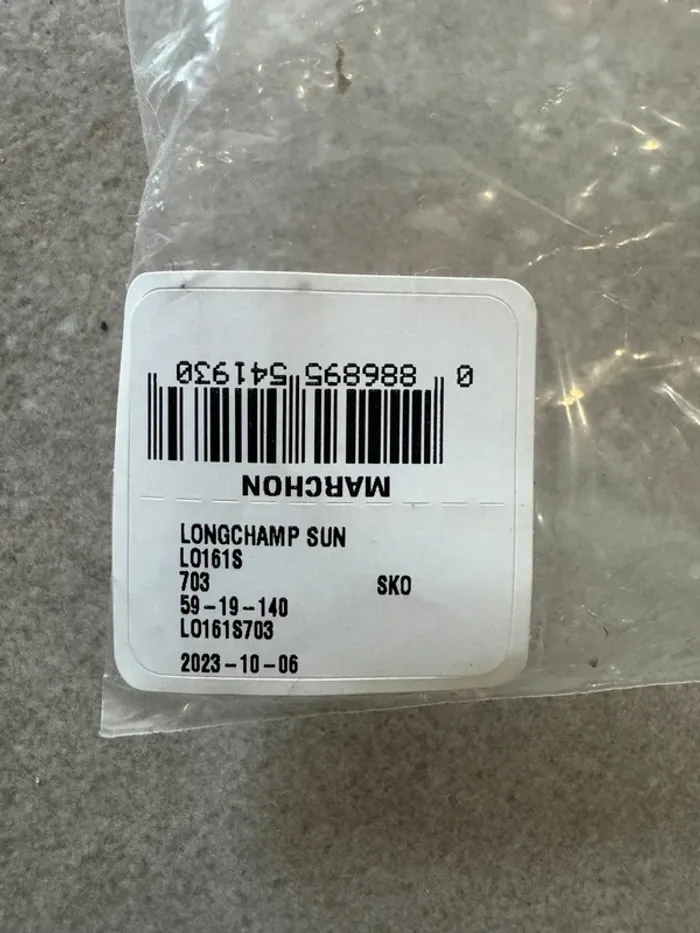 0 886895 541930
MARCHON
LONGCHAMP SUN
LO161S
703 SKO
59-19-140
LO161S703
2023-10-06